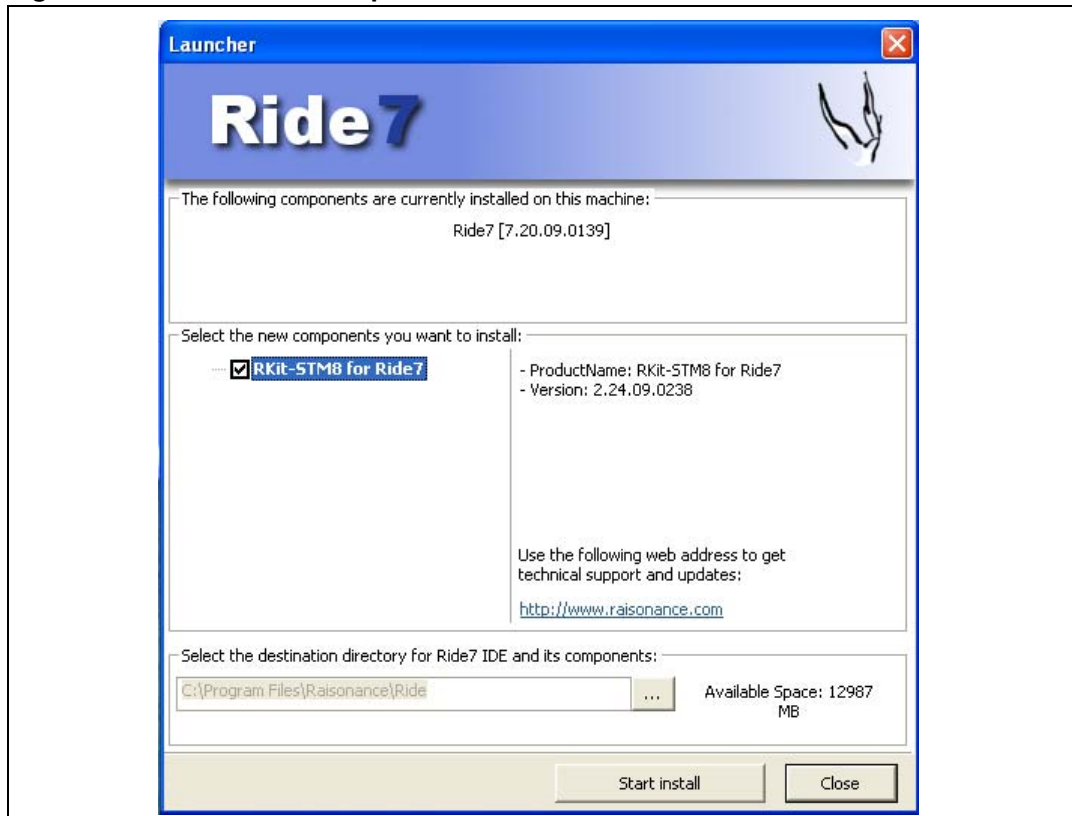 Launcher
Ride7
The following components are currently installed on this machine:
Ride7 [7.20.09.0139]
Select the new components you want to install:
RKit-STM8 for Ride7
- ProductName: RKit-STM8 for Ride7
- Version: 2.24.09.0238
Use the following web address to get
technical support and updates:
http://www.raisonance.com
Select the destination directory for Ride7 IDE and its components:
C:\Program Files\Raisonance\Ride
...
Available Space: 12987
MB
Start install
Close